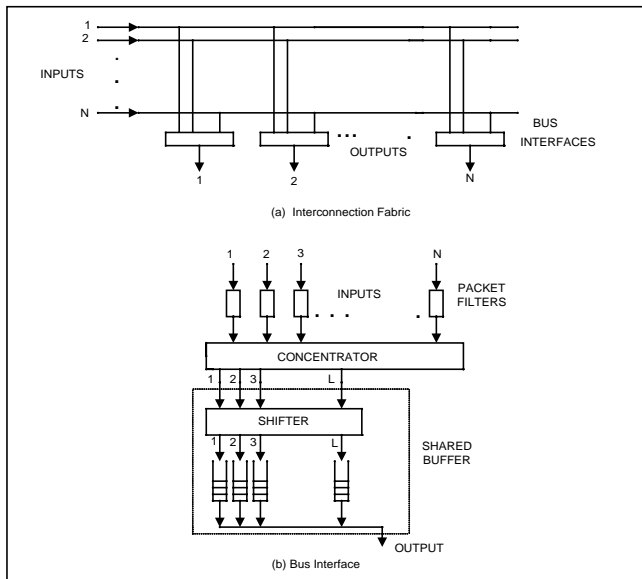 1
2
INPUTS
N
BUS
INTERFACES
OUTPUTS
1 2 N
(a) Interconnection Fabric
1 2 3 N
INPUTS
PACKET
FILTERS
CONCENTRATOR
1 2 3 L
SHIFTER
1 2 3 L
SHARED
BUFFER
OUTPUT
(b) Bus Interface